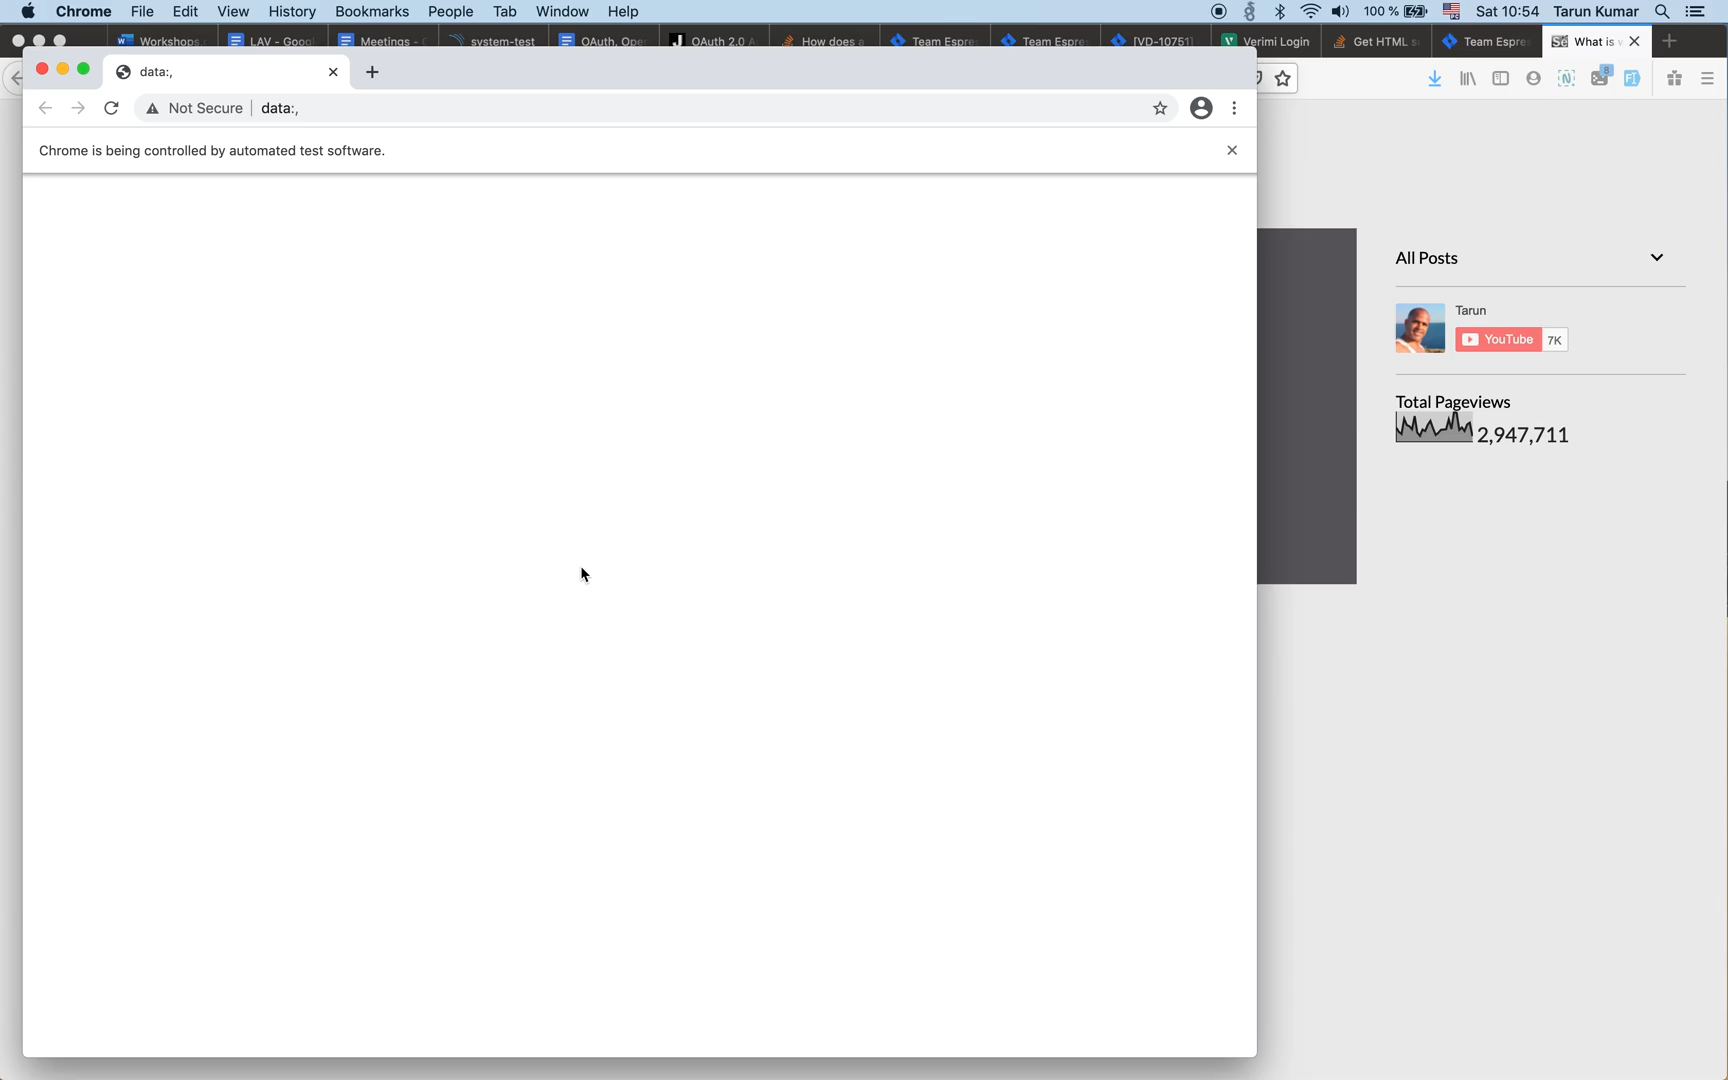 Chrome File Edit View History Bookmarks People Tab Window Help 100 % Sat 10:54 Tarun Kumar
Workshops. LAV - Goo Meetings - system-test OAuth, Ope OAuth 2.0 How does Team Espre Team Espre [VD-10751] Verimi Login Get HTML Team Espre What is
data:,
Not Secure data:,
8
Chrome is being controlled by automated test software.
All Posts
Tarun
YouTube 7K
Total Pageviews
2,947,711